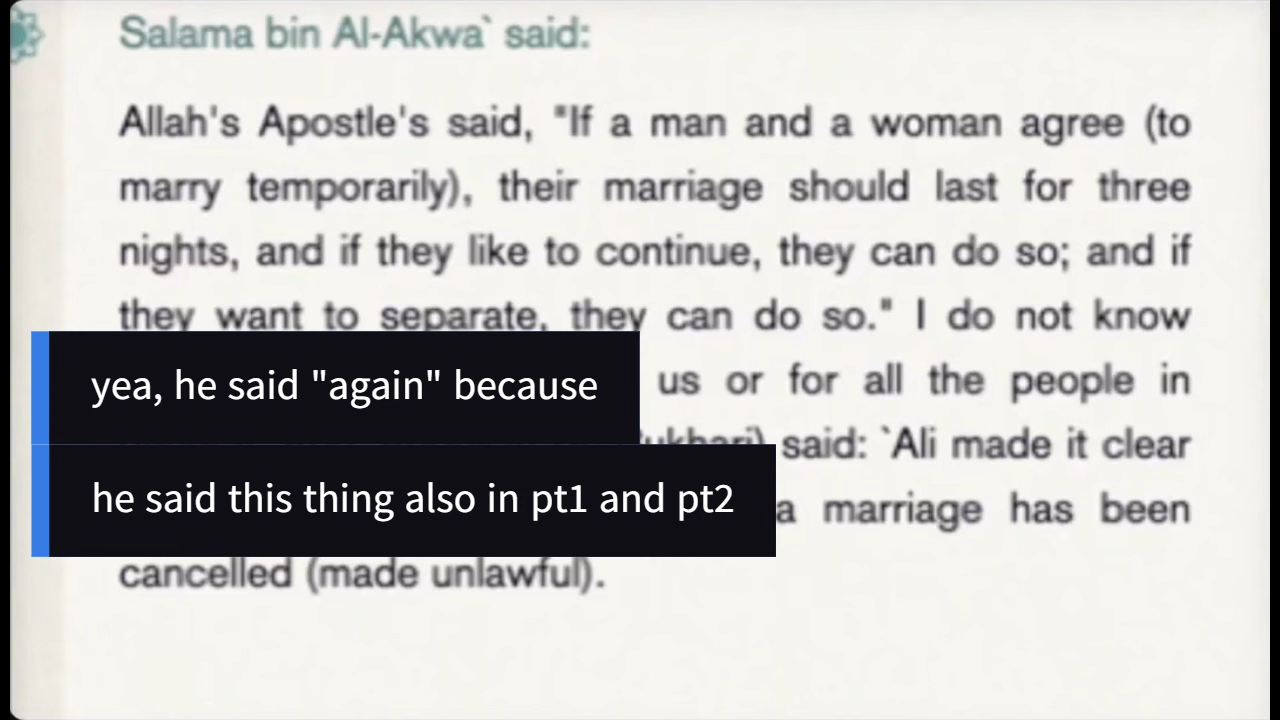 Salama bin Al-Akwa` said:
Allah's Apostle's said, "If a man and a woman agree (to
marry temporarily), their marriage should last for three
nights, and if they like to continue, they can do so; and if
they want to separate, they can do so." I do not know
yea, he said "again" because
us or for all the people in
said: `Ali made it clear
he said this thing also in pt1 and pt2
a marriage has been
cancelled (made unlawful).